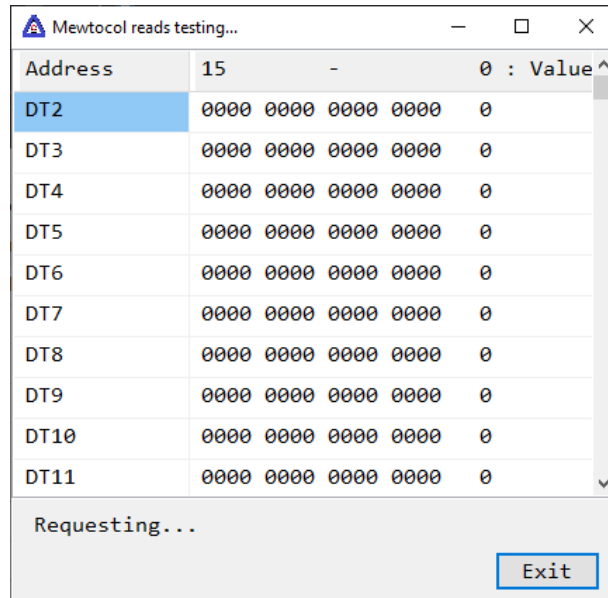 Mewtocol reads testing...
Address 15 - 0 : Value
DT2 0000 0000 0000 0000 0
DT3 0000 0000 0000 0000 0
DT4 0000 0000 0000 0000 0
DT5 0000 0000 0000 0000 0
DT6 0000 0000 0000 0000 0
DT7 0000 0000 0000 0000 0
DT8 0000 0000 0000 0000 0
DT9 0000 0000 0000 0000 0
DT10 0000 0000 0000 0000 0
DT11 0000 0000 0000 0000 0
Requesting...
Exit